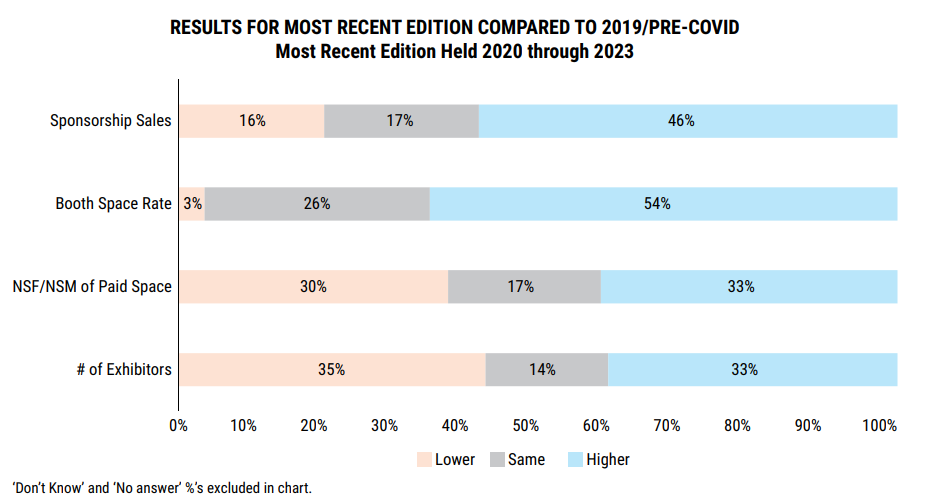 RESULTS FOR MOST RECENT EDITION COMPARED TO 2019/PRE-COVID
Most Recent Edition Held 2020 through 2023
Sponsorship Sales 16% 17% 46%
Booth Space Rate 3% 26% 54%
NSF/NSM of Paid Space 30% 17% 33%
# of Exhibitors 35% 14% 33%
0% 10% 20% 30% 40% 50% 60% 70% 80% 90% 100%
Lower Same Higher
‘Don’t Know’ and ‘No answer’ %’s excluded in chart.